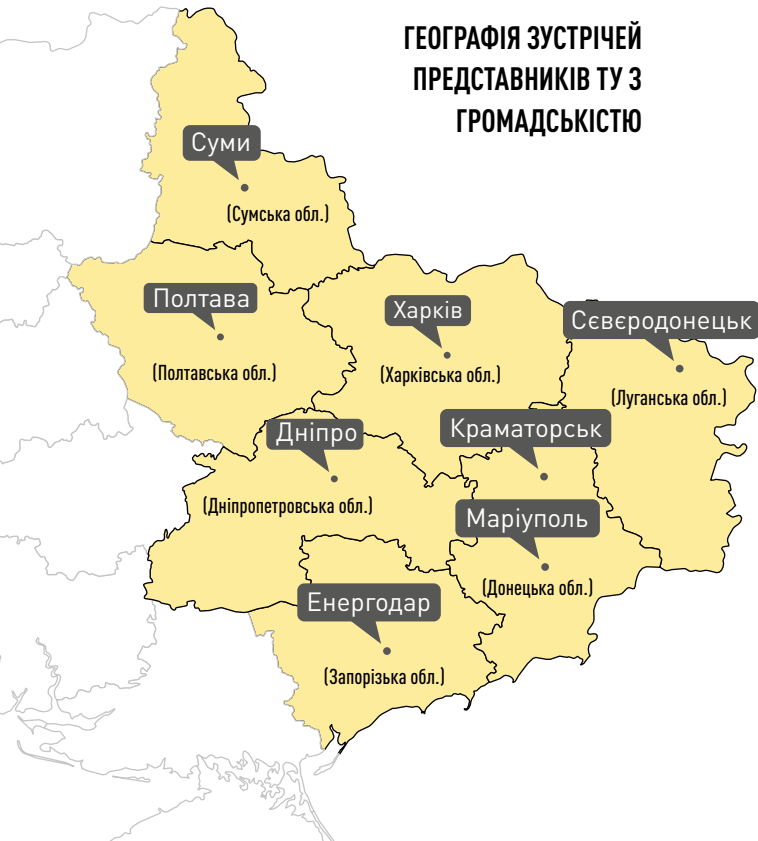 ГЕОГРАФІЯ ЗУСТРІЧЕЙ
ПРЕДСТАВНИКІВ ТУ З
ГРОМАДСЬКІСТЮ
Суми
(Сумська обл.)
Полтава
(Полтавська обл.)
Харків
(Харківська обл.)
Сєвєродонецьк
(Луганська обл.)
Дніпро
(Дніпропетровська обл.)
Краматорськ
Маріуполь
(Донецька обл.)
Енергодар
(Запорізька обл.)